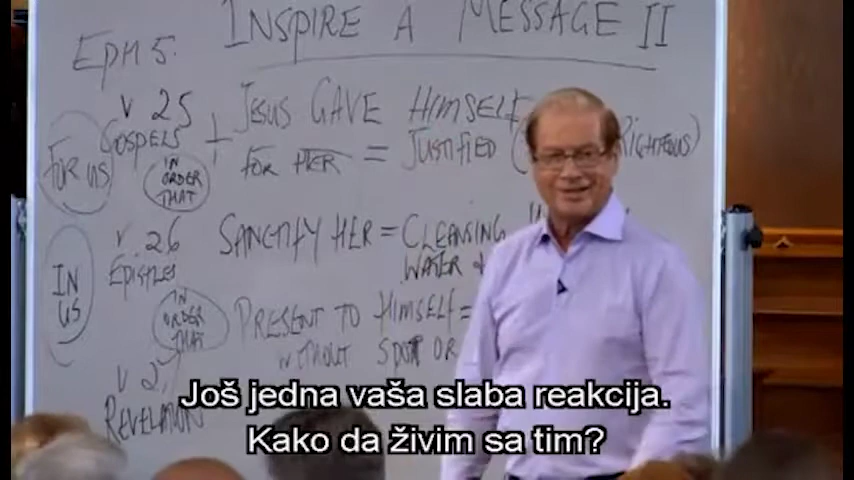 INSPIRE A MESSAGE II
EPH 5.
v 25 JESUS GAVE HIMSELF
GOSPELS + FOR HER = JUSTIFIED ( RIGHTEOUS)
FOR US
IN ORDER THAT
v. 26 SANCTIFY HER = CLEANSING
EPISTLES WATER
IN US
IN ORDER THAT
PRESENT TO HIMSELF =
WITHOUT SPOT OR
v 27
REVELATION
Još jedna vaša slaba reakcija.
Kako da živim sa tim?